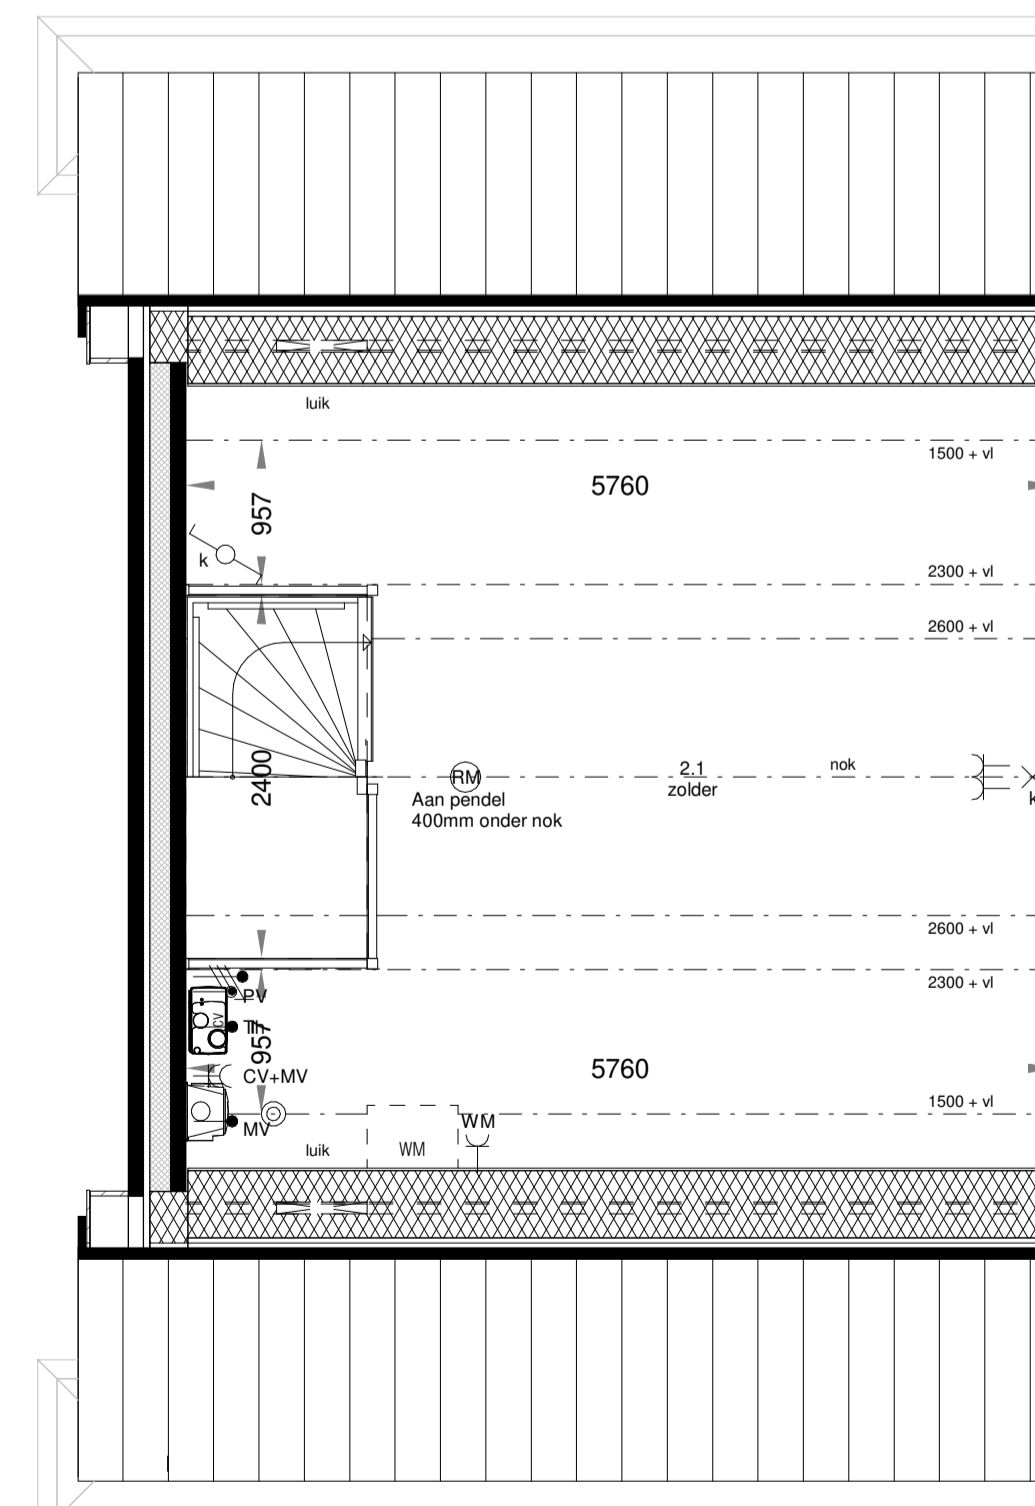 luik
1500 + vl
5760
957
k
2300 + vl
2600 + vl
2400
nok
2.1
zolder
RM
Aan pendel
400mm onder nok
k
2600 + vl
2300 + vl
PV
CV
957
CV+MV
5760
1500 + vl
MV
WM
WM
luik